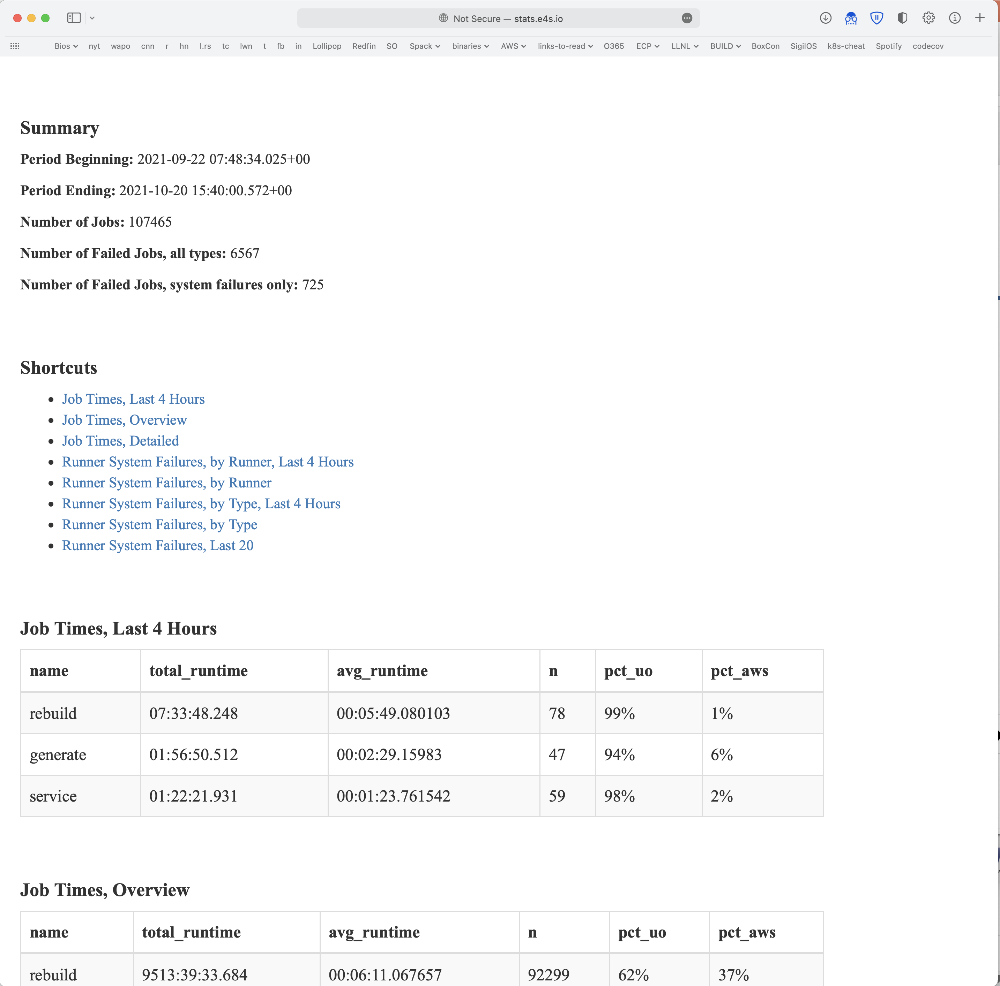 Not Secure — stats.e4s.io
Bios nyt wapo cnn r hn l.rs tc lwn t fb in Lollipop Redfin SO Spack binaries AWS links-to-read O365 ECP LLNL BUILD BoxCon SigilOS k8s-cheat Spotify codecov
Summary
Period Beginning: 2021-09-22 07:48:34.025+00
Period Ending: 2021-10-20 15:40:00.572+00
Number of Jobs: 107465
Number of Failed Jobs, all types: 6567
Number of Failed Jobs, system failures only: 725
Shortcuts
• Job Times, Last 4 Hours
• Job Times, Overview
• Job Times, Detailed
• Runner System Failures, by Runner, Last 4 Hours
• Runner System Failures, by Runner
• Runner System Failures, by Type, Last 4 Hours
• Runner System Failures, by Type
• Runner System Failures, Last 20
Job Times, Last 4 Hours
name total_runtime avg_runtime n pct_uo pct_aws
rebuild 07:33:48.248 00:05:49.080103 78 99% 1%
generate 01:56:50.512 00:02:29.15983 47 94% 6%
service 01:22:21.931 00:01:23.761542 59 98% 2%
Job Times, Overview
name total_runtime avg_runtime n pct_uo pct_aws
rebuild 9513:39:33.684 00:06:11.067657 92299 62% 37%